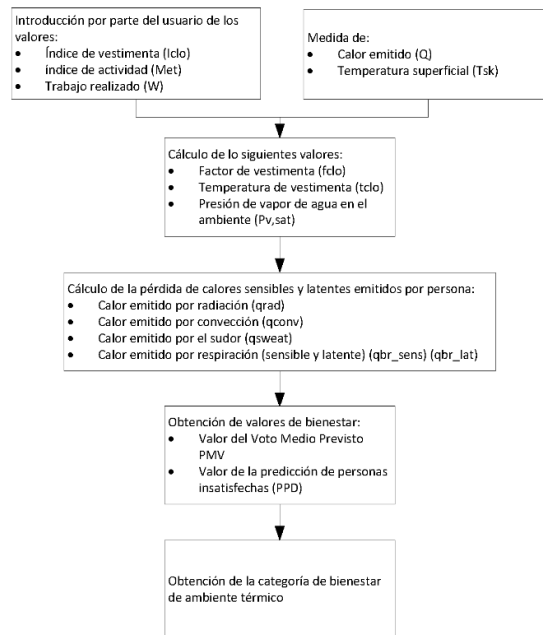 Introducción por parte del usuario de los
valores:
• Índice de vestimenta (Iclo)
• índice de actividad (Met)
• Trabajo realizado (W)
Medida de:
• Calor emitido (Q)
• Temperatura superficial (Tsk)
Cálculo de lo siguientes valores:
• Factor de vestimenta (fclo)
• Temperatura de vestimenta (tclo)
• Presión de vapor de agua en el
ambiente (Pv,sat)
Cálculo de la pérdida de calores sensibles y latentes emitidos por persona:
• Calor emitido por radiación (qrad)
• Calor emitido por convección (qconv)
• Calor emitido por el sudor (qsweat)
• Calor emitido por respiración (sensible y latente) (qbr_sens) (qbr_lat)
Obtención de valores de bienestar:
• Valor del Voto Medio Previsto
PMV
• Valor de la predicción de personas
insatisfechas (PPD)
Obtención de la categoría de bienestar
de ambiente térmico